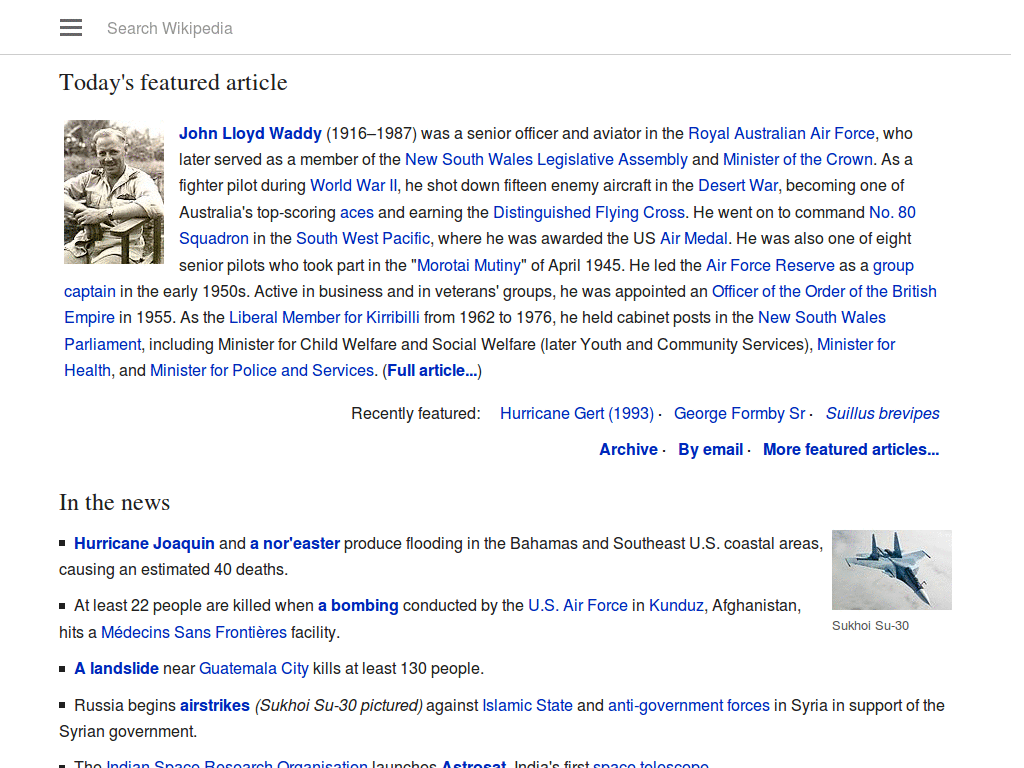 Search Wikipedia
Today's featured article
John Lloyd Waddy (1916–1987) was a senior officer and aviator in the Royal Australian Air Force, who
later served as a member of the New South Wales Legislative Assembly and Minister of the Crown. As a
fighter pilot during World War II, he shot down fifteen enemy aircraft in the Desert War, becoming one of
Australia's top-scoring aces and earning the Distinguished Flying Cross. He went on to command No. 80
Squadron in the South West Pacific, where he was awarded the US Air Medal. He was also one of eight
senior pilots who took part in the "Morotai Mutiny" of April 1945. He led the Air Force Reserve as a group
captain in the early 1950s. Active in business and in veterans' groups, he was appointed an Officer of the Order of the British
Empire in 1955. As the Liberal Member for Kirribilli from 1962 to 1976, he held cabinet posts in the New South Wales
Parliament, including Minister for Child Welfare and Social Welfare (later Youth and Community Services), Minister for
Health, and Minister for Police and Services. (Full article...)
Recently featured: Hurricane Gert (1993) · George Formby Sr · Suillus brevipes
Archive · By email · More featured articles...
In the news
▪ Hurricane Joaquin and a nor'easter produce flooding in the Bahamas and Southeast U.S. coastal areas,
causing an estimated 40 deaths.
▪ At least 22 people are killed when a bombing conducted by the U.S. Air Force in Kunduz, Afghanistan,
hits a Médecins Sans Frontières facility.
Sukhoi Su-30
▪ A landslide near Guatemala City kills at least 130 people.
▪ Russia begins airstrikes (Sukhoi Su-30 pictured) against Islamic State and anti-government forces in Syria in support of the
Syrian government.
▪ The Indian Space Research Organisation launches Astrosat, India's first space telescope.